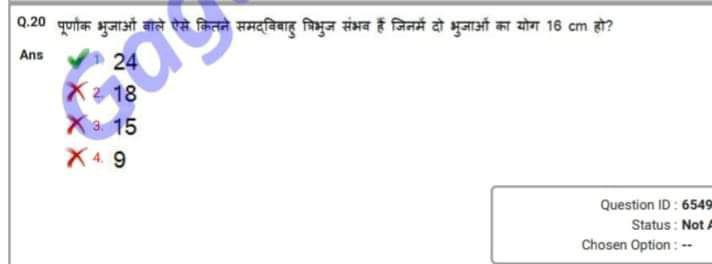 Q.20 पूर्णांक भुजाओं वाले ऐसे कितने समद्विबाहु त्रिभुज संभव हैं जिनमें दो भुजाओं का योग 16 cm हो?
Ans 1. 24
2. 18
3. 15
4. 9
Question ID : 6549
Status : Not
Chosen Option : --